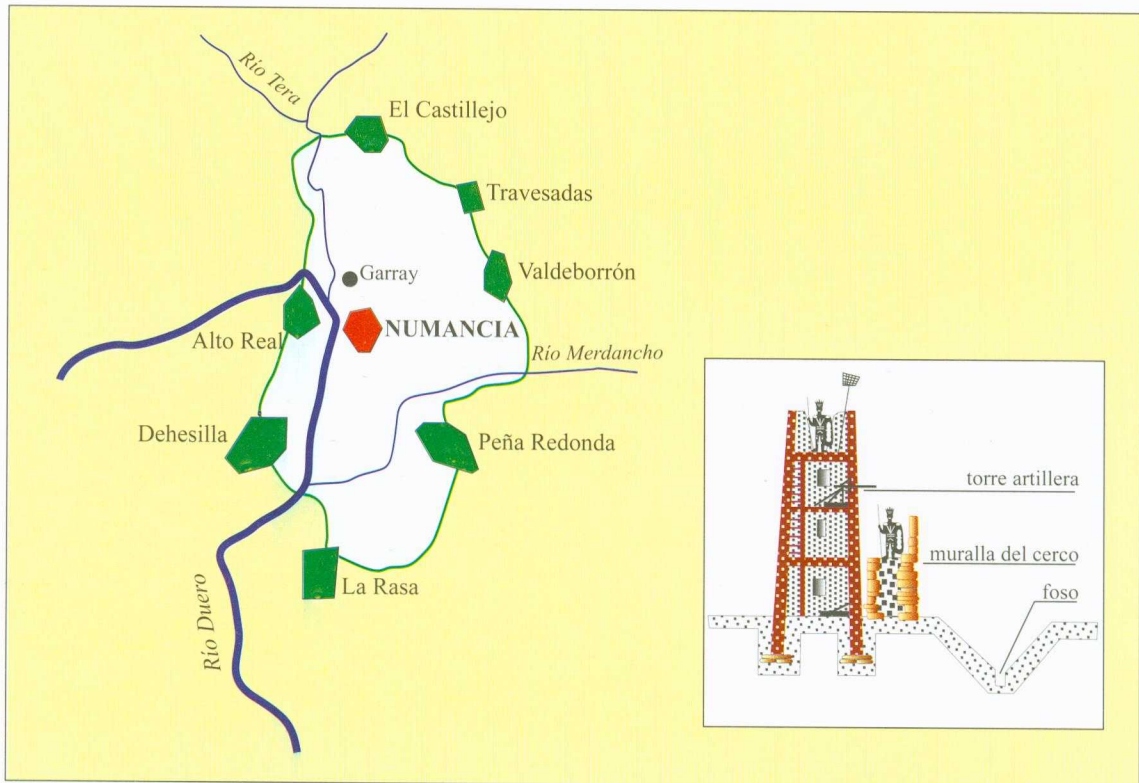 Río Tera
El Castillejo
Travesadas
Valdeborrón
Garray
NUMANCIA
Alto Real
Río Merdancho
Dehesilla
Peña Redonda
La Rasa
Río Duero
torre artillera
muralla del cerco
foso